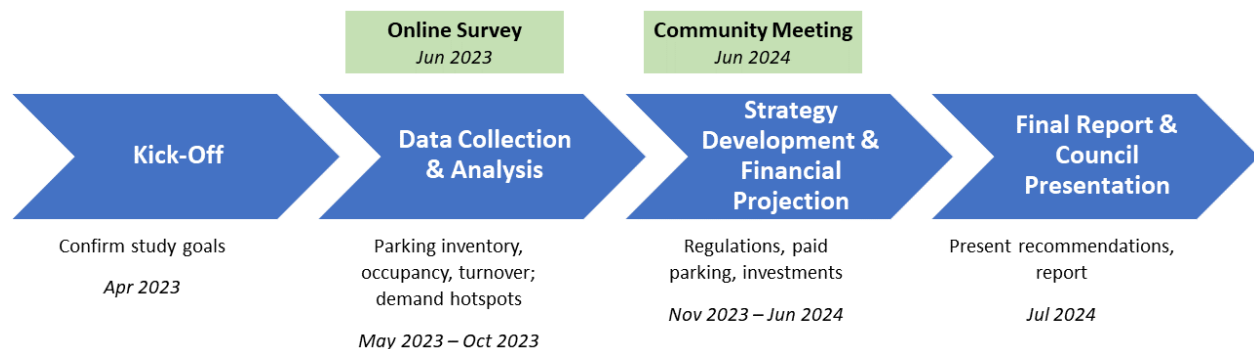 Online Survey
Jun 2023
Community Meeting
Jun 2024
Kick-Off
Data Collection
& Analysis
Strategy
Development &
Financial
Projection
Final Report &
Council
Presentation
Confirm study goals
Apr 2023
Parking inventory,
occupancy, turnover;
demand hotspots
May 2023 – Oct 2023
Regulations, paid
parking, investments
Nov 2023 – Jun 2024
Present recommendations,
report
Jul 2024